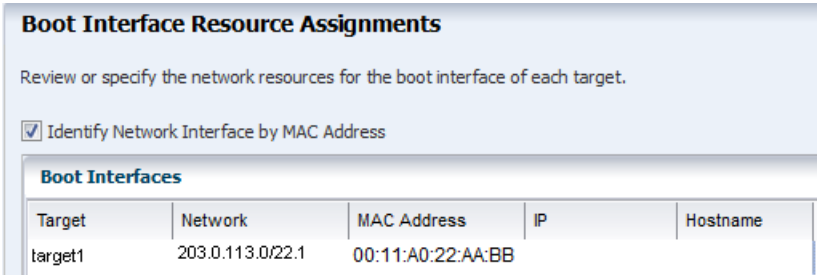 Boot Interface Resource Assignments
Review or specify the network resources for the boot interface of each target.
Identify Network Interface by MAC Address
Boot Interfaces
Target Network MAC Address IP Hostname
target1 203.0.113.0/22.1 00:11:A0:22:AA:BB